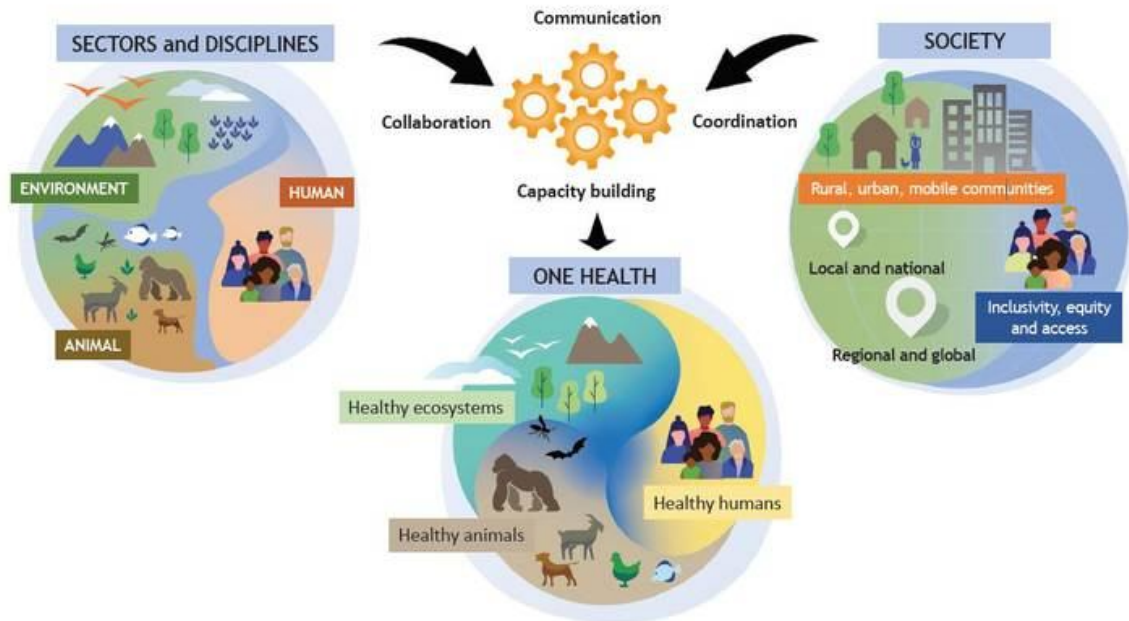 SECTORS and DISCIPLINES
ENVIRONMENT
HUMAN
ANIMAL
Communication
Collaboration
Coordination
Capacity building
SOCIETY
Rural, urban, mobile communities
Local and national
Inclusivity, equity
and access
Regional and global
ONE HEALTH
Healthy ecosystems
Healthy humans
Healthy animals